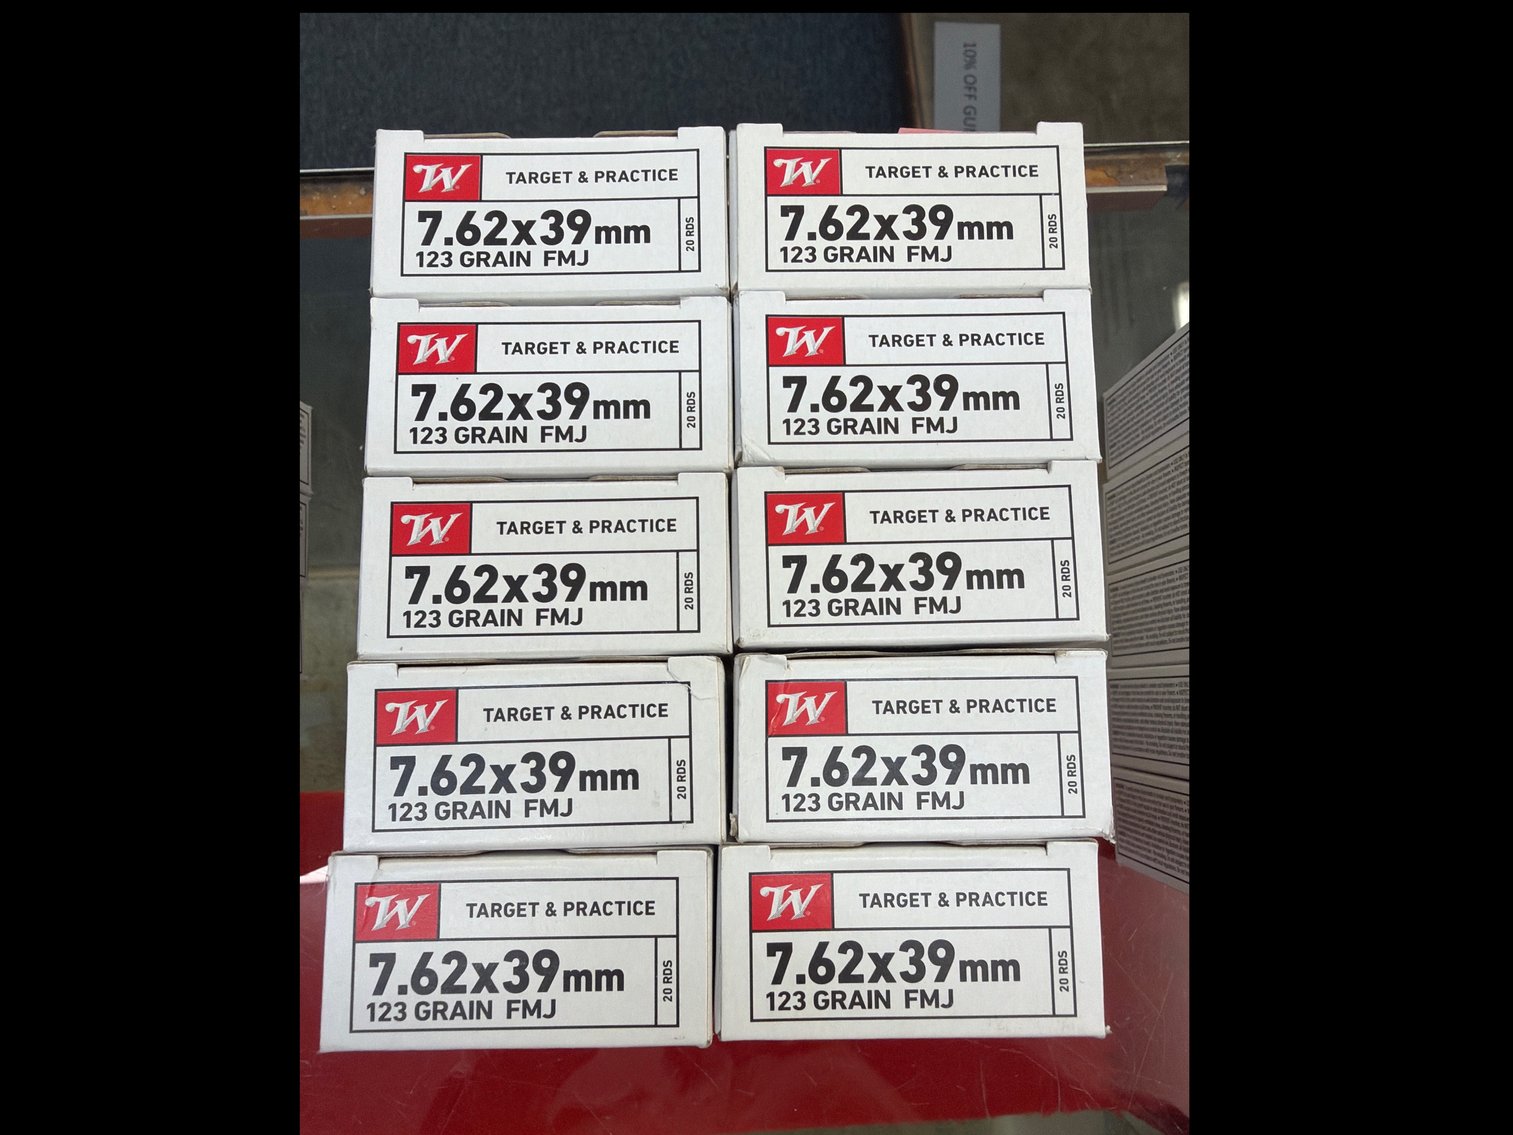 10% OFF GU
W
TARGET & PRACTICE
7.62x39mm
123 GRAIN FMJ
20 RDS
W
TARGET & PRACTICE
7.62x39mm
123 GRAIN FMJ
20 RDS
W
TARGET & PRACTICE
7.62x39mm
123 GRAIN FMJ
20 RDS
W
TARGET & PRACTICE
7.62x39mm
123 GRAIN FMJ
20 RDS
W
TARGET & PRACTICE
7.62x39mm
123 GRAIN FMJ
20 RDS
W
TARGET & PRACTICE
7.62x39mm
123 GRAIN FMJ
20 RDS
W
TARGET & PRACTICE
7.62x39mm
123 GRAIN FMJ
20 RDS
W
TARGET & PRACTICE
7.62x39mm
123 GRAIN FMJ
20 RDS
W
TARGET & PRACTICE
7.62x39mm
123 GRAIN FMJ
20 RDS
W
TARGET & PRACTICE
7.62x39mm
123 GRAIN FMJ
20 RDS